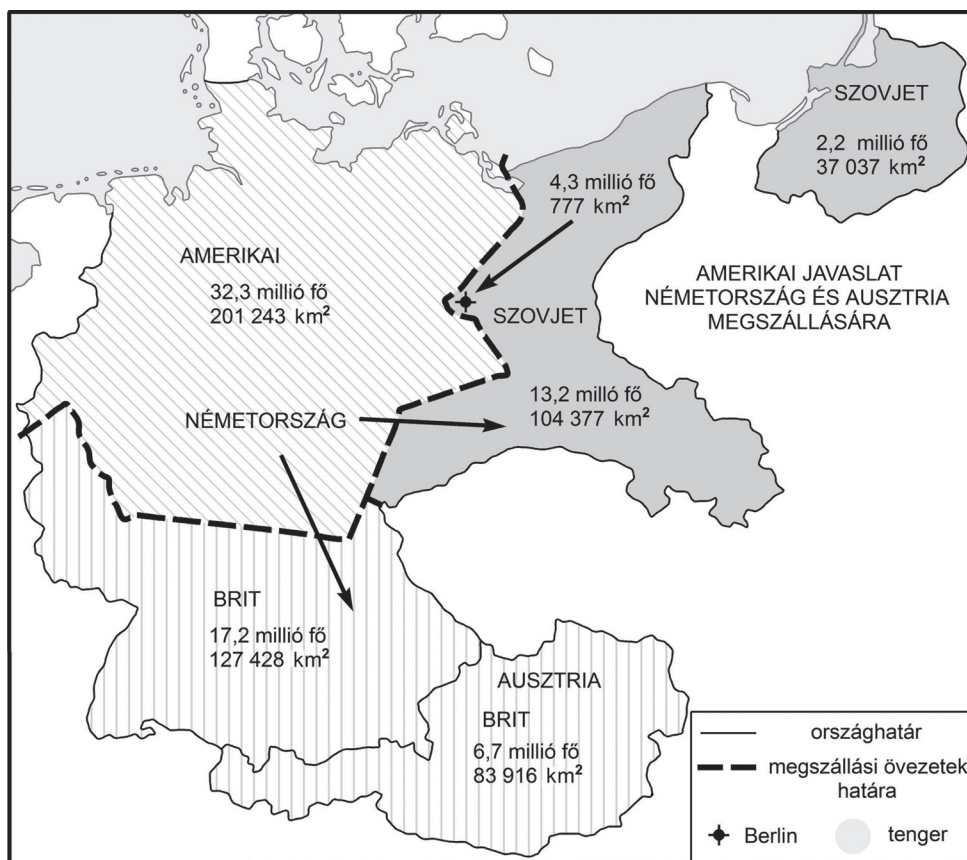 SZOVJET
2,2 millió fő
37 037 km²
4,3 millió fő
777 km²
AMERIKAI
32,3 millió fő
201 243 km²
SZOVJET
AMERIKAI JAVASLAT
NÉMETORSZÁG ÉS AUSZTRIA
MEGSZÁLLÁSÁRA
13,2 milló fő
104 377 km²
NÉMETORSZÁG
BRIT
17,2 millió fő
127 428 km²
AUSZTRIA
BRIT
6,7 millió fő
83 916 km²
országhatár
megszállási övezetek
határa
Berlin
tenger